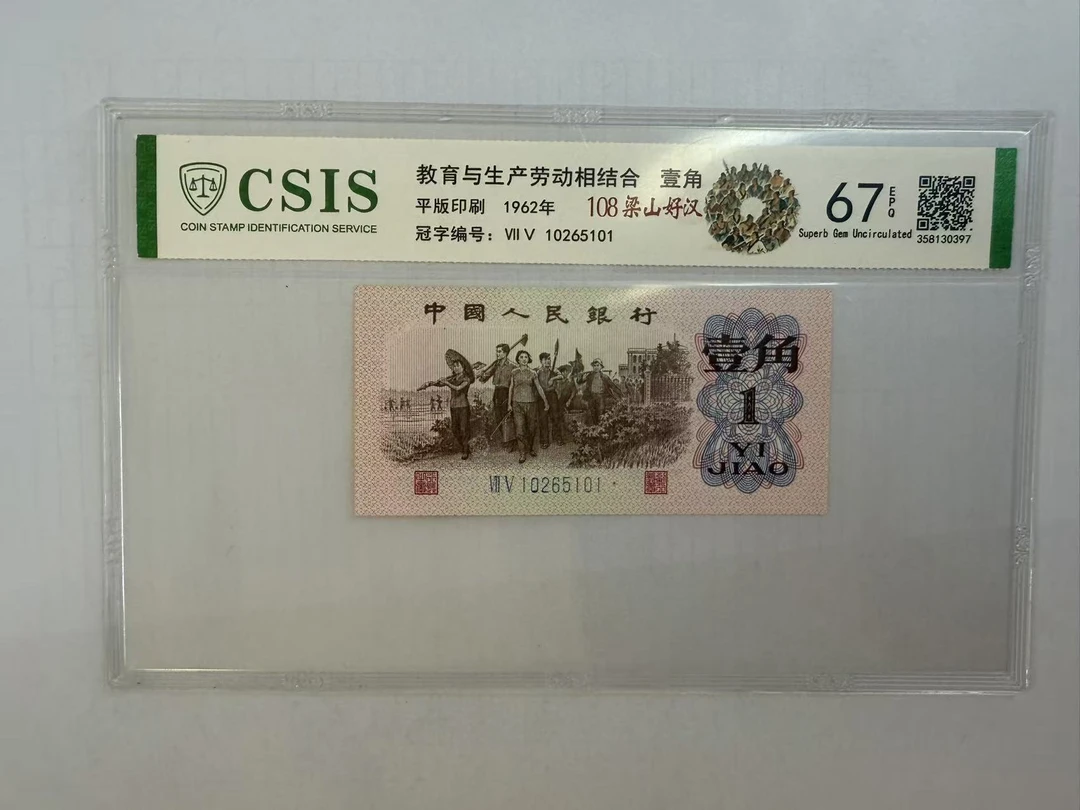 CSIS
COIN STAMP IDENTIFICATION SERVICE
教育与生产劳动相结合 壹角
平版印刷 1962年 108梁山好汉
冠字编号：Ⅶ Ⅴ 10265101
67
EPQ
Superb Gem Uncirculated
358130397
中國人民銀行
壹角
1
YI
JIAO
Ⅶ Ⅴ 10265101